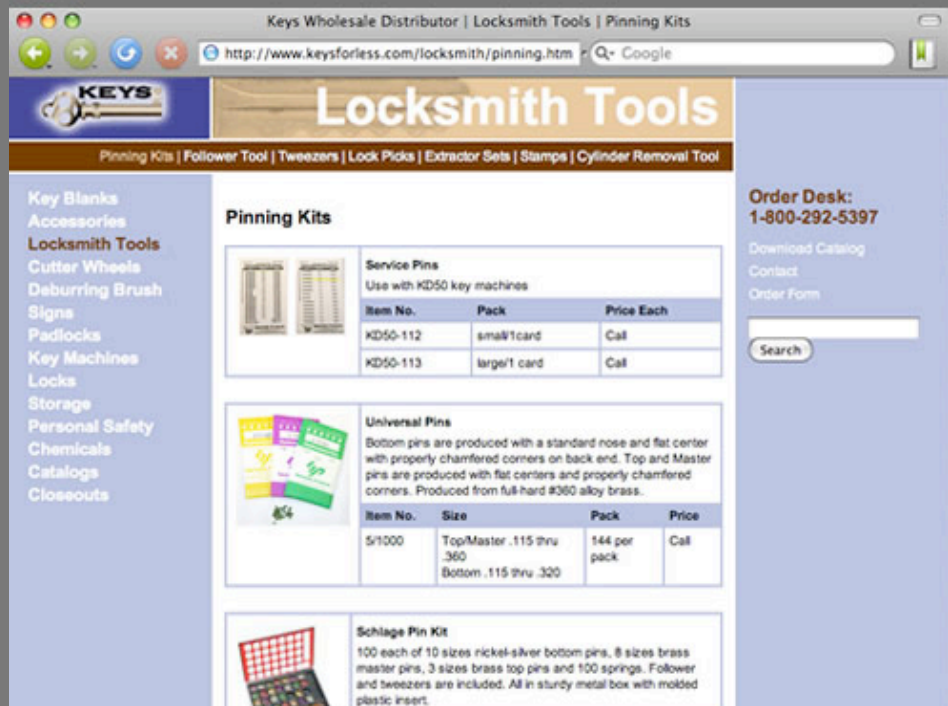 Keys Wholesale Distributor | Locksmith Tools | Pinning Kits
http://www.keysforless.com/locksmith/pinning.htm
Google
KEYS
Locksmith Tools
Pinning Kits | Follower Tool | Tweezers | Lock Picks | Extractor Sets | Stamps | Cylinder Removal Tool
Key Blanks
Accessories
Locksmith Tools
Cutter Wheels
Deburring Brush
Signs
Padlocks
Key Machines
Locks
Storage
Personal Safety
Chemicals
Catalogs
Closeouts
Pinning Kits
Service Pins
Use with KD50 key machines
Item No. Pack Price Each
KD50-112 small/1card Call
KD50-113 large/1 card Call
Universal Pins
Bottom pins are produced with a standard nose and flat center
with properly chamfered corners on back end. Top and Master
pins are produced with flat centers and properly chamfered
corners. Produced from full-hard #360 alloy brass.
Item No. Size Pack Price
5/1000 Top/Master .115 thru 144 per Call
.360 pack
Bottom .115 thru .320
Schlage Pin Kit
100 each of 10 sizes nickel-silver bottom pins, 8 sizes brass
master pins, 3 sizes brass top pins and 100 springs. Follower
and tweezers are included. All in sturdy metal box with molded
plastic insert.
Order Desk:
1-800-292-5397
Download Catalog
Contact
Order Form
Search